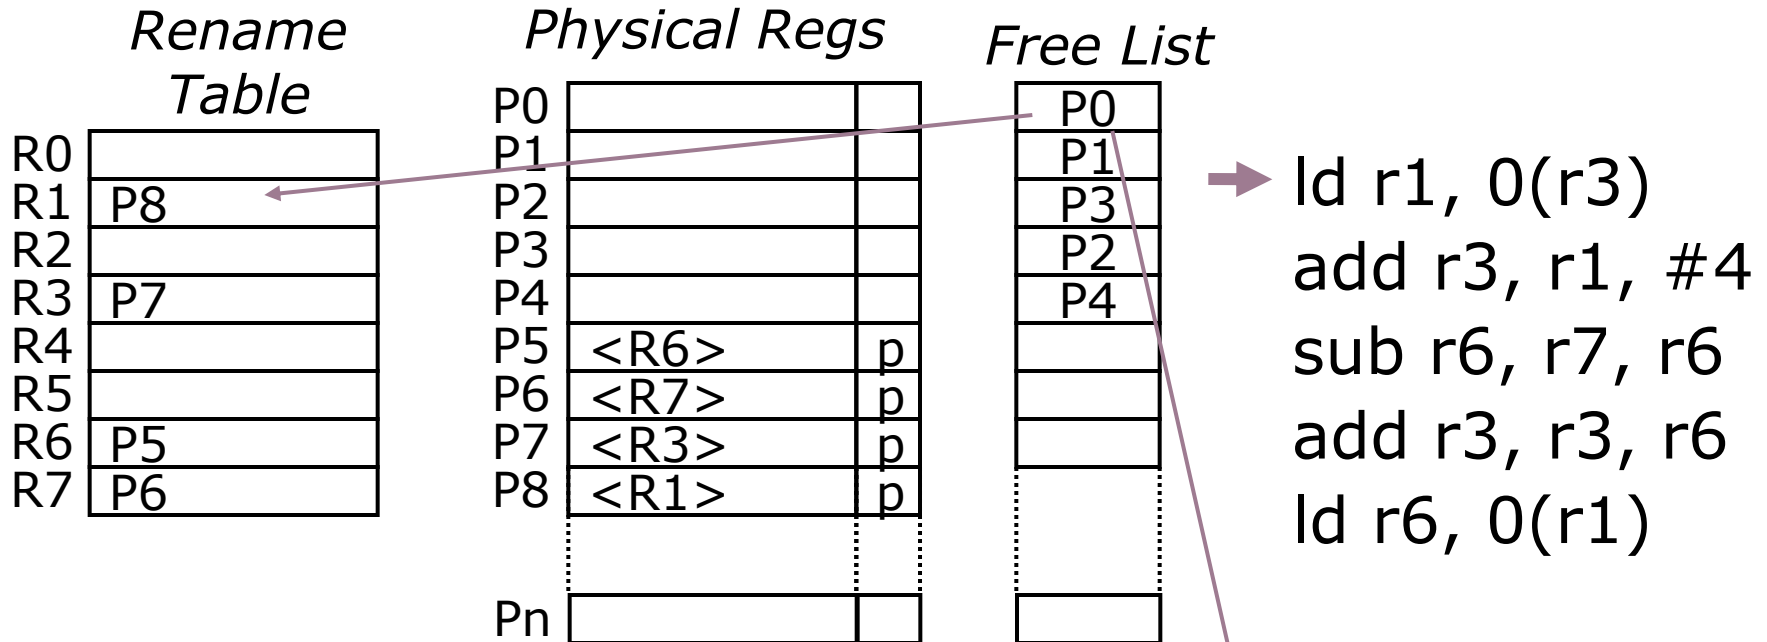 Rename
Table
R0
R1 P8
R2
R3 P7
R4
R5
R6 P5
R7 P6
Physical Regs
P0
P1
P2
P3
P4
P5 <R6> p
P6 <R7> p
P7 <R3> p
P8 <R1> p
Pn
Free List
P0
P1
P3
P2
P4
ld r1, 0(r3)
add r3, r1, #4
sub r6, r7, r6
add r3, r3, r6
ld r6, 0(r1)